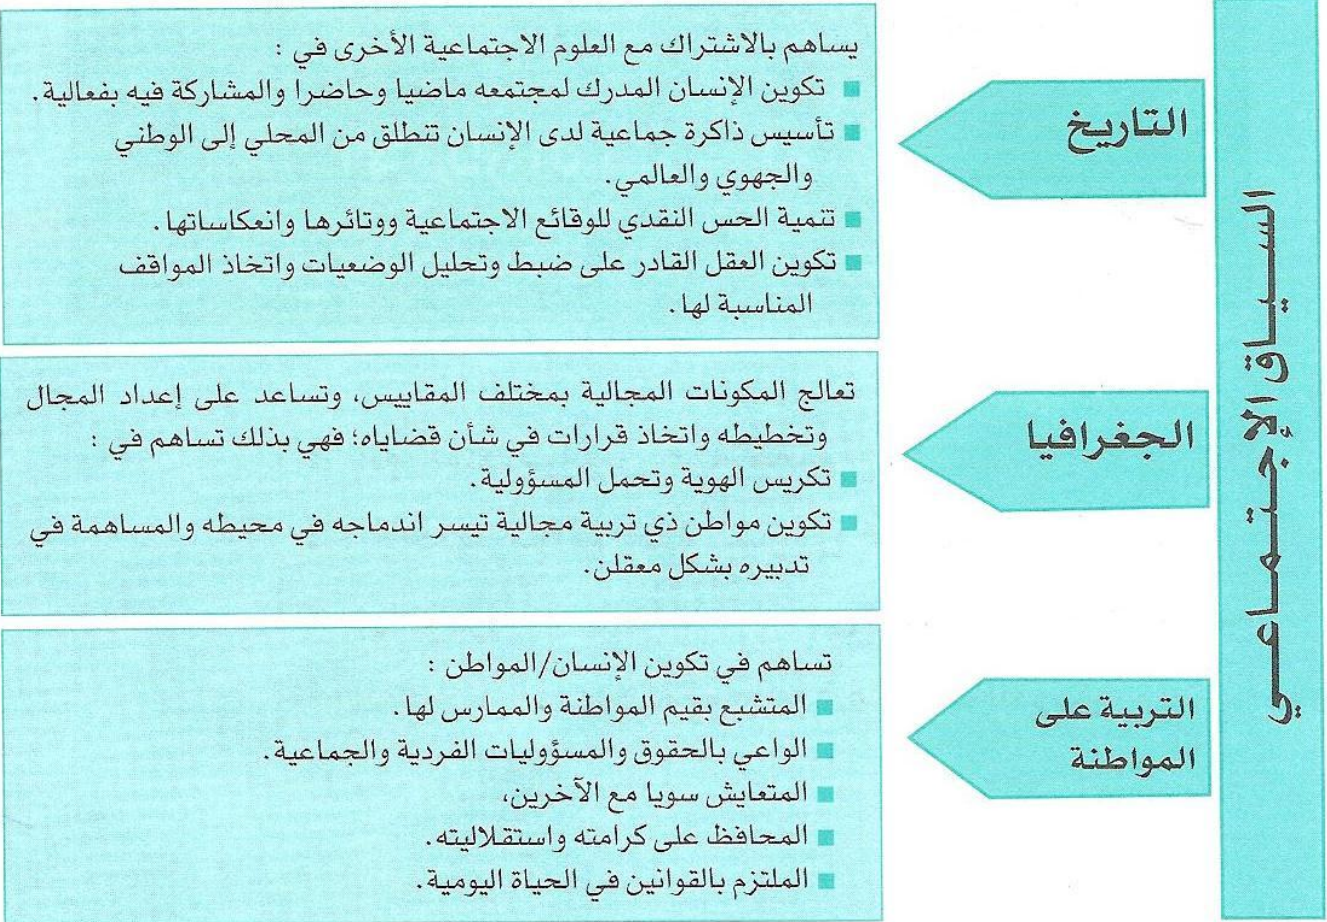 السياق الإجتماعي
التاريخ
يساهم بالاشتراك مع العلوم الاجتماعية الأخرى في :
تكوين الإنسان المدرك لمجتمعه ماضيا وحاضرا والمشاركة فيه بفعالية.
تأسيس ذاكرة جماعية لدى الإنسان تنطلق من المحلي إلى الوطني
والجهوي والعالمي.
تنمية الحس النقدي للوقائع الاجتماعية ووتائرها وانعكاساتها.
تكوين العقل القادر على ضبط وتحليل الوضعيات واتخاذ المواقف
المناسبة لها.
الجغرافيا
تعالج المكونات المجالية بمختلف المقاييس، وتساعد على إعداد المجال
وتخطيطه واتخاذ قرارات في شأن قضاياه؛ فهي بذلك تساهم في :
تكريس الهوية وتحمل المسؤولية.
تكوين مواطن ذي تربية مجالية تيسر اندماجه في محيطه والمساهمة في
تدبيره بشكل معقلن.
التربية على
المواطنة
تساهم في تكوين الإنسان/المواطن :
المتشبع بقيم المواطنة والممارس لها.
الواعي بالحقوق والمسؤوليات الفردية والجماعية.
المتعايش سويا مع الآخرين،
المحافظ على كرامته واستقلاليته.
الملتزم بالقوانين في الحياة اليومية.